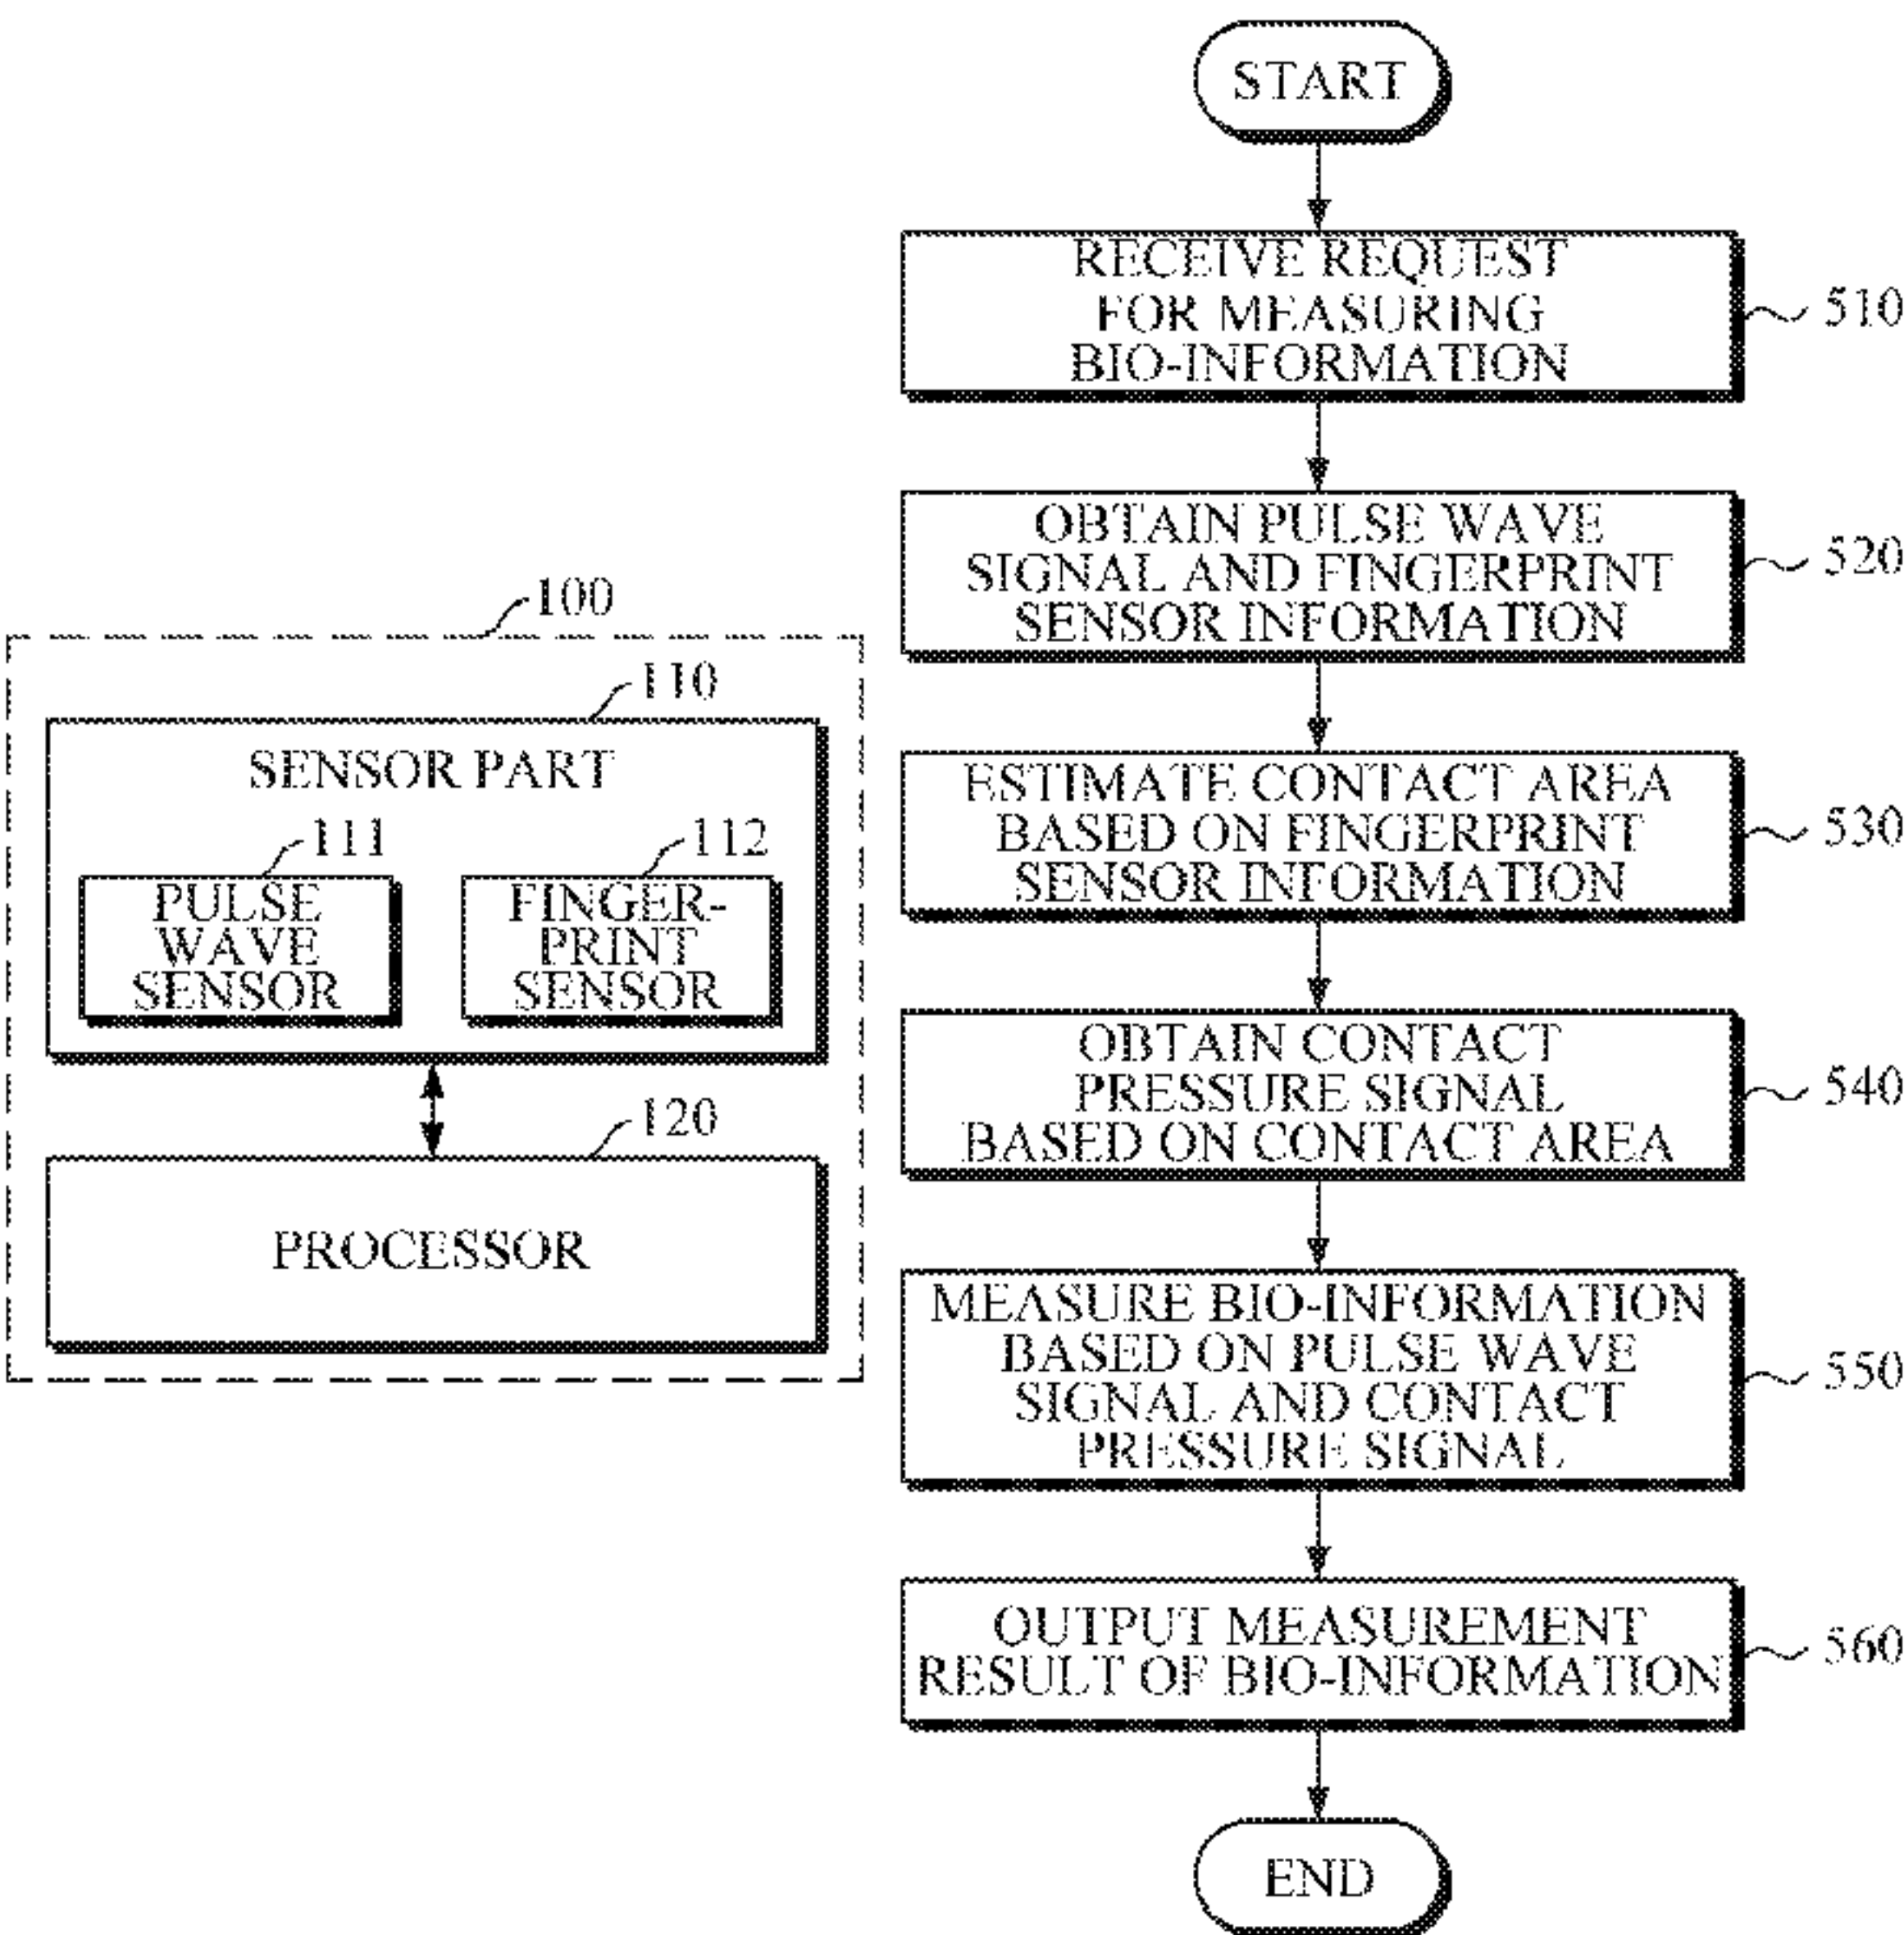 100
110
SENSOR PART
111
112
PULSE
WAVE
SENSOR
FINGER-
PRINT
SENSOR
120
PROCESSOR
START
RECEIVE REQUEST
FOR MEASURING
BIO-INFORMATION
510
OBTAIN PULSE WAVE
SIGNAL AND FINGERPRINT
SENSOR INFORMATION
520
ESTIMATE CONTACT AREA
BASED ON FINGERPRINT
SENSOR INFORMATION
530
OBTAIN CONTACT
PRESSURE SIGNAL
BASED ON CONTACT AREA
540
MEASURE BIO-INFORMATION
BASED ON PULSE WAVE
SIGNAL AND CONTACT
PRESSURE SIGNAL
550
OUTPUT MEASUREMENT
RESULT OF BIO-INFORMATION
560
END